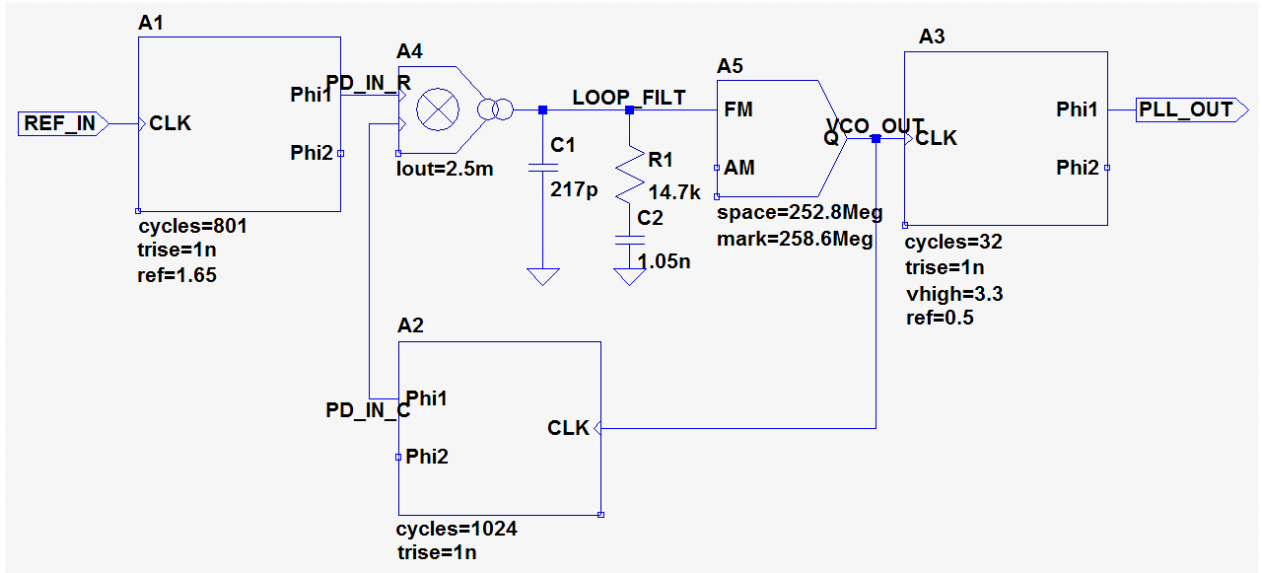 A1
REF_IN
CLK
Phi1
Phi2
cycles=801
trise=1n
ref=1.65
PD_IN_R
A4
Iout=2.5m
LOOP_FILT
C1
217p
R1
14.7k
C2
1.05n
A5
FM
AM
Q
space=252.8Meg
mark=258.6Meg
VCO_OUT
A3
CLK
Phi1
Phi2
cycles=32
trise=1n
vhigh=3.3
ref=0.5
PLL_OUT
A2
PD_IN_C
Phi1
Phi2
CLK
cycles=1024
trise=1n